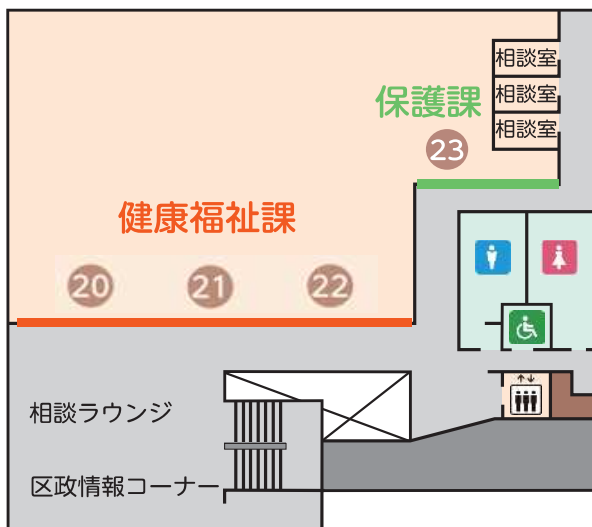 相談室
相談室
相談室
保護課
23
健康福祉課
20 21 22
相談ラウンジ
区政情報コーナー